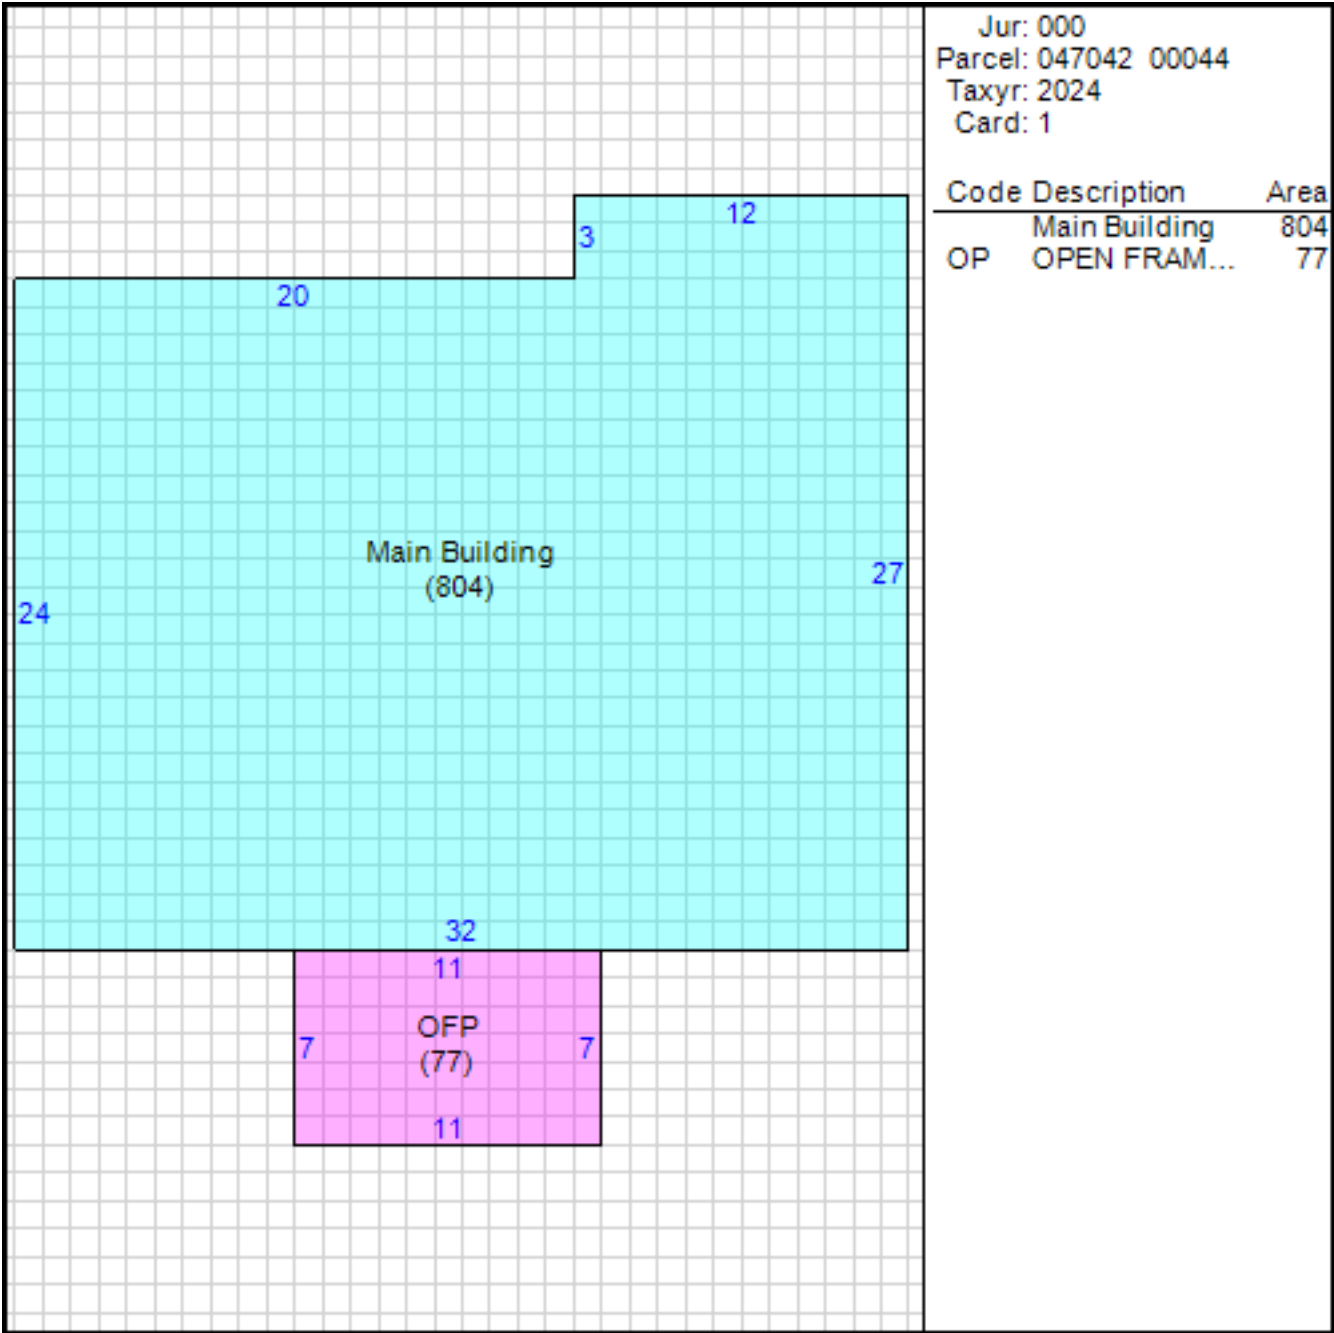 Jur: 000
Parcel: 047042 00044
Taxyr: 2024
Card: 1
Code Description Area
Main Building 804
OP OPEN FRAM... 77
12
3
20
Main Building
(804)
27
24
32
11
OFP
(77)
7
7
11